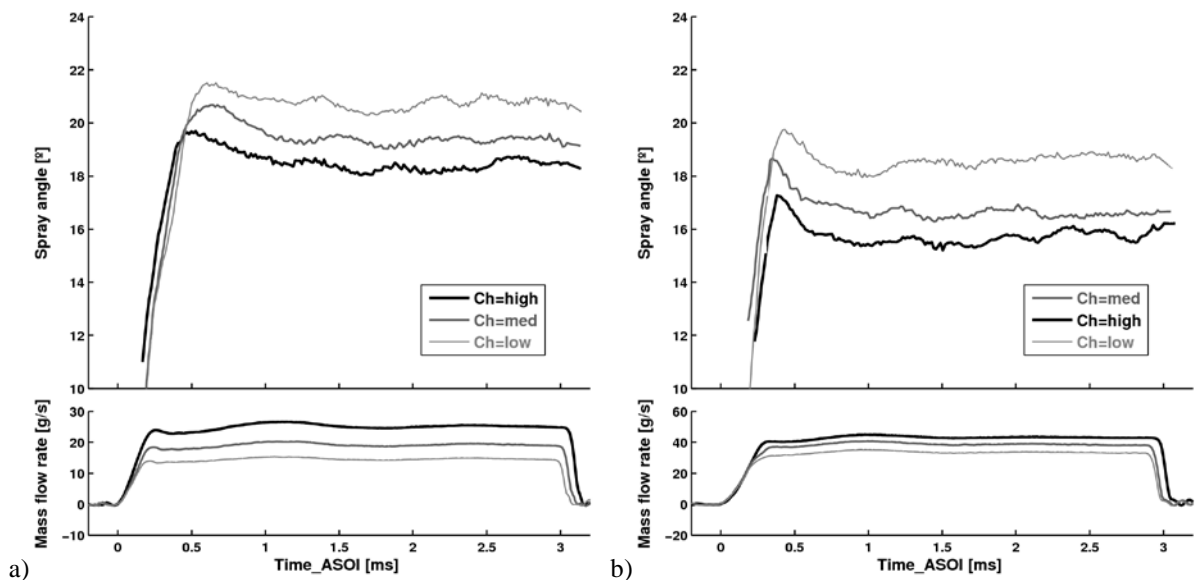 24
22
20
18
16
14
12
10
Spray angle [º]
Ch=high
Ch=med
Ch=low
30
20
10
0
−10
Mass flow rate [g/s]
0 0.5 1 1.5 2 2.5 3
Time_ASOI [ms]
a)
24
22
20
18
16
14
12
10
Spray angle [º]
Ch=med
Ch=high
Ch=low
60
40
20
0
−20
Mass flow rate [g/s]
0 0.5 1 1.5 2 2.5 3
Time_ASOI [ms]
b)